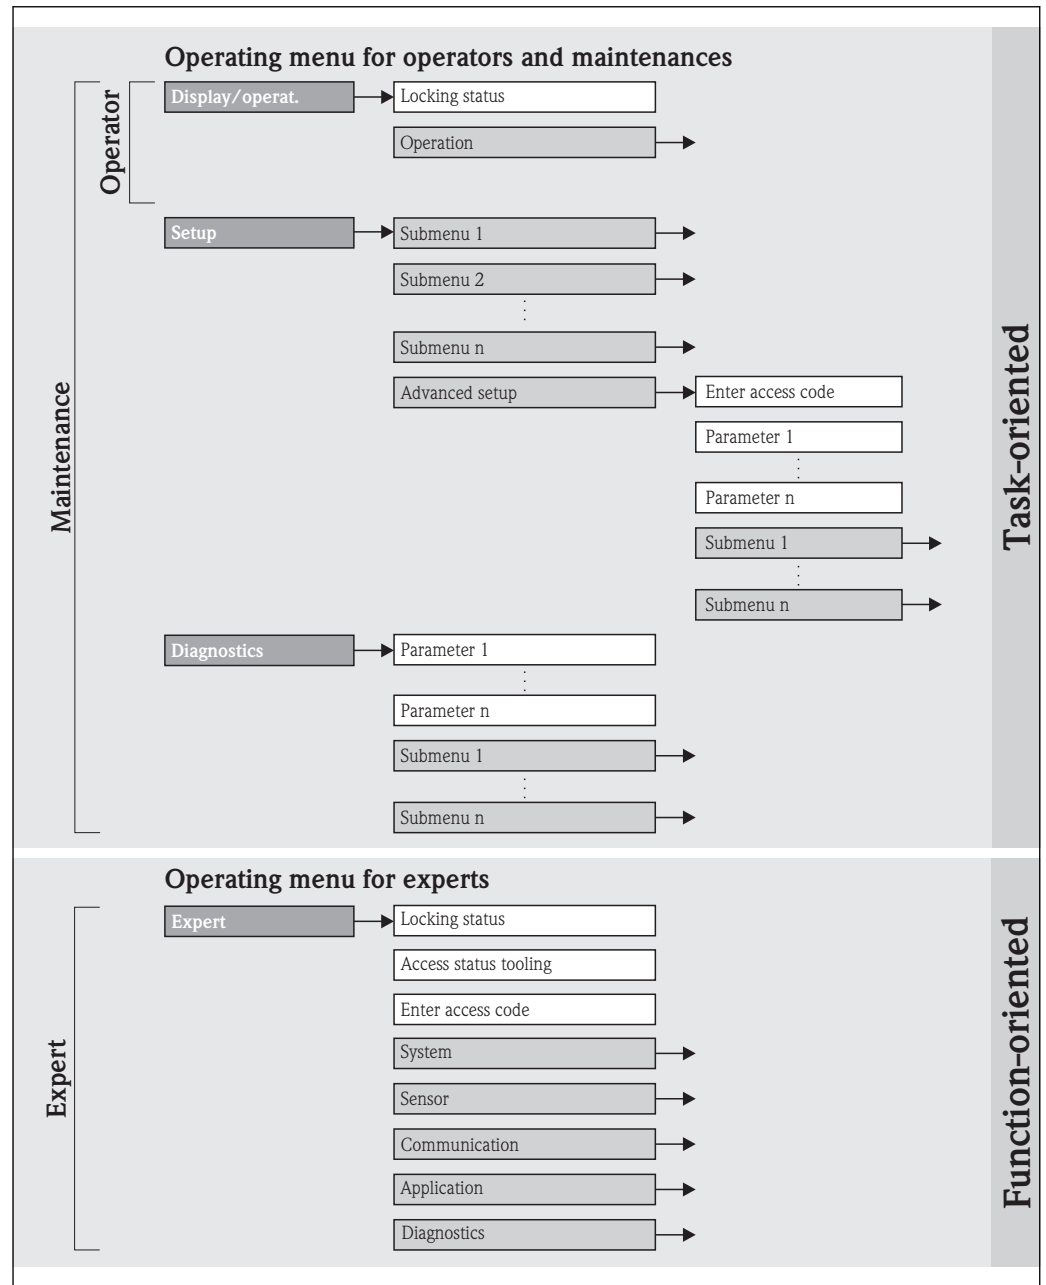 Operating menu for operators and maintenances
Operator
Display/operat.
Locking status
Operation
Maintenance
Setup
Submenu 1
Submenu 2
Submenu n
Advanced setup
Enter access code
Parameter 1
Parameter n
Submenu 1
Submenu n
Diagnostics
Parameter 1
Parameter n
Submenu 1
Submenu n
Task-oriented
Operating menu for experts
Expert
Expert
Locking status
Access status tooling
Enter access code
System
Sensor
Communication
Application
Diagnostics
Function-oriented